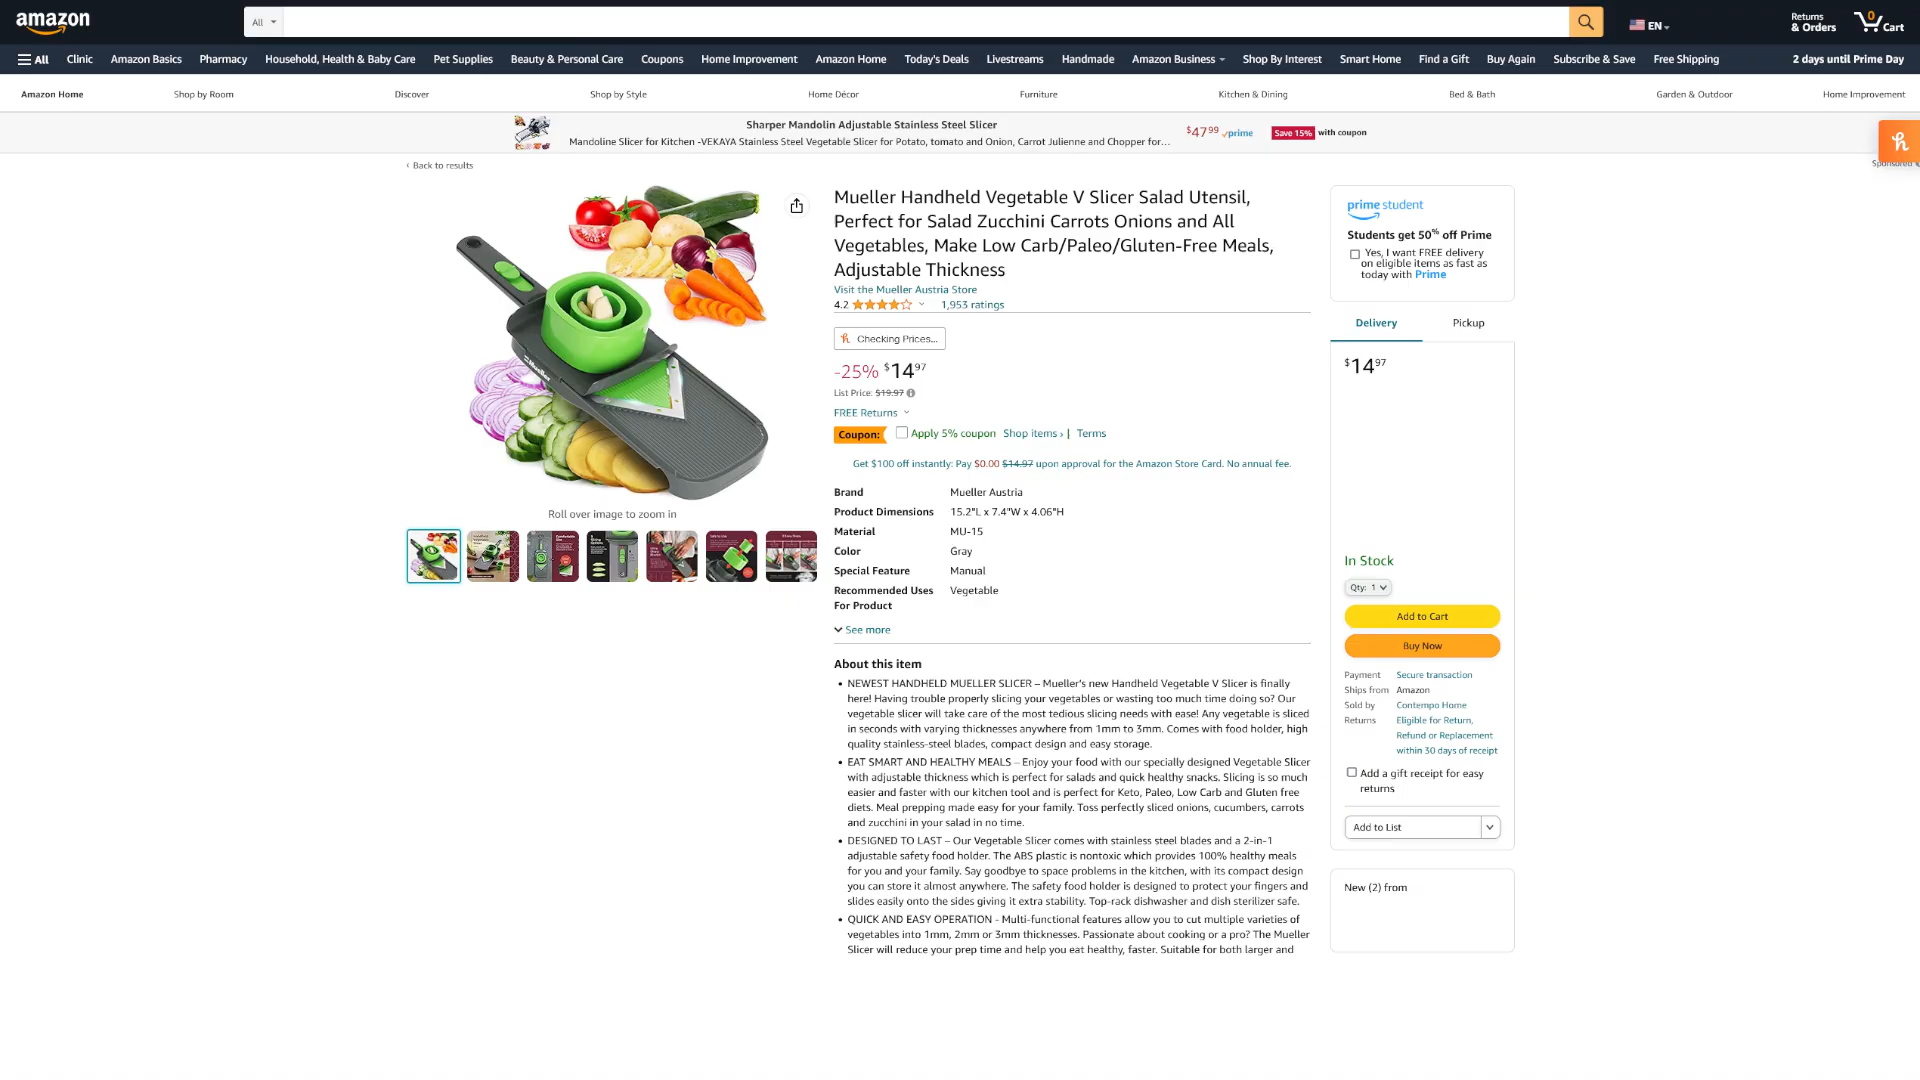 amazon
All
EN
Returns
& Orders
0
Cart
All
Clinic
Amazon Basics
Pharmacy
Household, Health & Baby Care
Pet Supplies
Beauty & Personal Care
Coupons
Home Improvement
Amazon Home
Today's Deals
Livestreams
Handmade
Amazon Business
Shop By Interest
Smart Home
Find a Gift
Buy Again
Subscribe & Save
Free Shipping
2 days until Prime Day
Amazon Home
Shop by Room
Discover
Shop by Style
Home Décor
Furniture
Kitchen & Dining
Bed & Bath
Garden & Outdoor
Home Improvement
Sharper Mandolin Adjustable Stainless Steel Slicer
Mandoline Slicer for Kitchen -VEKAYA Stainless Steel Vegetable Slicer for Potato, tomato and Onion, Carrot Julienne and Chopper for…
$47.99 prime
Save 15% with coupon
Sponsored
‹ Back to results
Mueller
Roll over image to zoom in
Mueller Handheld Vegetable V Slicer Salad Utensil,
Perfect for Salad Zucchini Carrots Onions and All
Vegetables, Make Low Carb/Paleo/Gluten-Free Meals,
Adjustable Thickness
Visit the Mueller Austria Store
4.2
1,953 ratings
Checking Prices...
-25% $14 97
List Price: $19.97
FREE Returns
Coupon:
Apply 5% coupon Shop items › | Terms
Get $100 off instantly: Pay $0.00 $14.97 upon approval for the Amazon Store Card. No annual fee.
Brand Mueller Austria
Product Dimensions 15.2"L x 7.4"W x 4.06"H
Material MU-15
Color Gray
Special Feature Manual
Recommended Uses Vegetable
For Product
See more
About this item
• NEWEST HANDHELD MUELLER SLICER – Mueller's new Handheld Vegetable V Slicer is finally
here! Having trouble properly slicing your vegetables or wasting too much time doing so? Our
vegetable slicer will take care of the most tedious slicing needs with ease! Any vegetable is sliced
in seconds with varying thicknesses anywhere from 1mm to 3mm. Comes with food holder, high
quality stainless-steel blades, compact design and easy storage.
• EAT SMART AND HEALTHY MEALS – Enjoy your food with our specially designed Vegetable Slicer
with adjustable thickness which is perfect for salads and quick healthy snacks. Slicing is so much
easier and faster with our kitchen tool and is perfect for Keto, Paleo, Low Carb and Gluten free
diets. Meal prepping made easy for your family. Toss perfectly sliced onions, cucumbers, carrots
and zucchini in your salad in no time.
• DESIGNED TO LAST – Our Vegetable Slicer comes with stainless steel blades and a 2-in-1
adjustable safety food holder. The ABS plastic is nontoxic which provides 100% healthy meals
for you and your family. Say goodbye to space problems in the kitchen, with its compact design
you can store it almost anywhere. The safety food holder is designed to protect your fingers and
slides easily onto the sides giving it extra stability. Top-rack dishwasher and dish sterilizer safe.
• QUICK AND EASY OPERATION - Multi-functional features allow you to cut multiple varieties of
vegetables into 1mm, 2mm or 3mm thicknesses. Passionate about cooking or a pro? The Mueller
Slicer will reduce your prep time and help you eat healthy, faster. Suitable for both larger and
prime student
Students get 50% off Prime
Yes, I want FREE delivery
on eligible items as fast as
today with Prime
Delivery
Pickup
$14 97
In Stock
Qty: 1
Add to Cart
Buy Now
Payment Secure transaction
Ships from Amazon
Sold by Contempo Home
Returns Eligible for Return,
Refund or Replacement
within 30 days of receipt
Add a gift receipt for easy
returns
Add to List
New (2) from